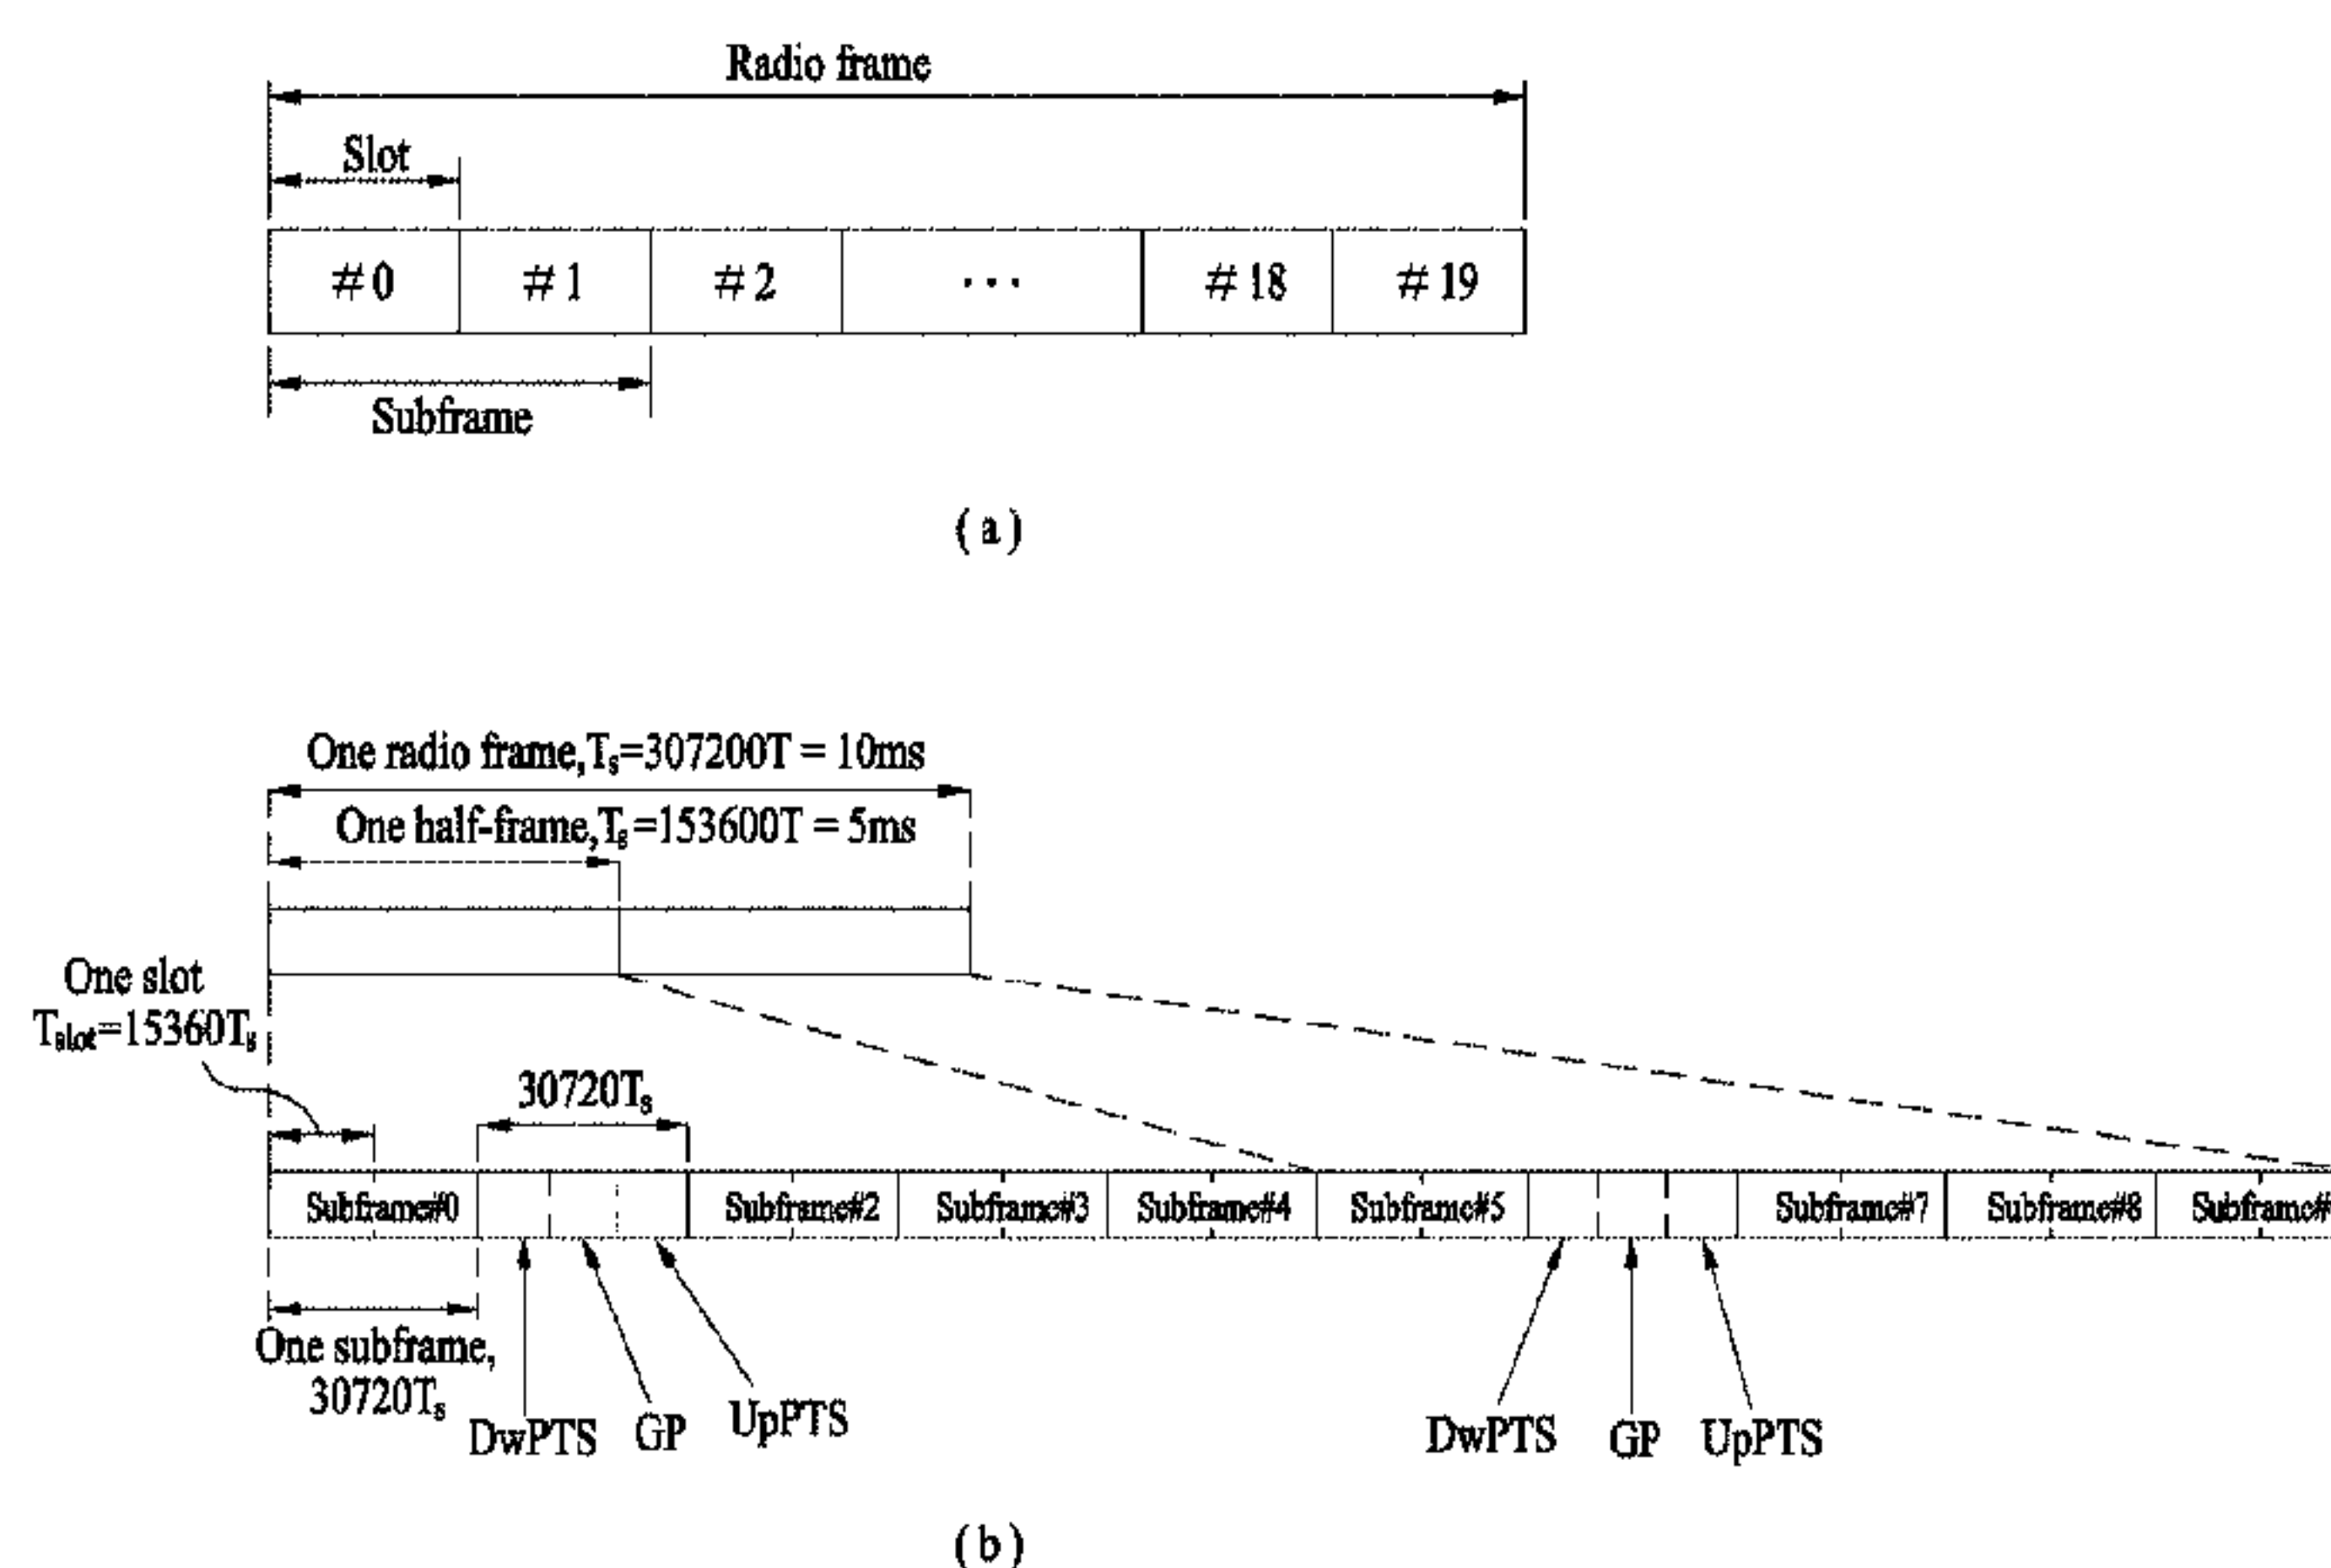 Radio frame
Slot
#0 #1 #2 ... #18 #19
Subframe
(a)
One radio frame,Ts=307200T = 10ms
One half-frame,Ts=153600T = 5ms
One slot
Tslot=15360Ts
30720Ts
Subframe#0 Subframe#2 Subframe#3 Subframe#4 Subframe#5 Subframe#7 Subframe#8 Subframe#
One subframe,
30720Ts
DwPTS GP UpPTS DwPTS GP UpPTS
(b)